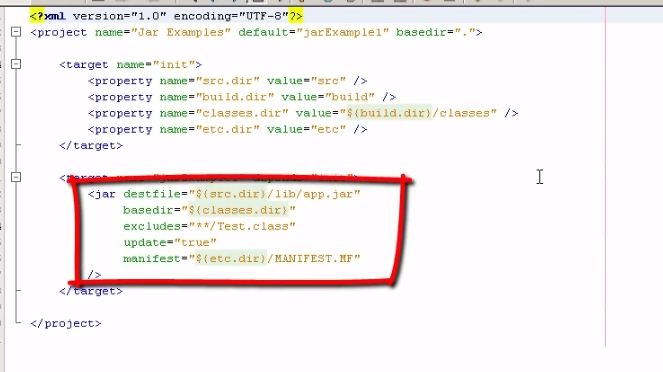 <?xml version="1.0" encoding="UTF-8"?>
<project name="Jar Examples" default="jarExample1" basedir=".">
<target name="init">
<property name="src.dir" value="src" />
<property name="build.dir" value="build" />
<property name="classes.dir" value="${build.dir}/classes" />
<property name="etc.dir" value="etc" />
</target>
<jar destfile="${src.dir}/lib/app.jar"
basedir="${classes.dir}"
excludes="**/Test.class"
update="true"
manifest="${etc.dir}/MANIFEST.MF"
/>
</target>
</project>